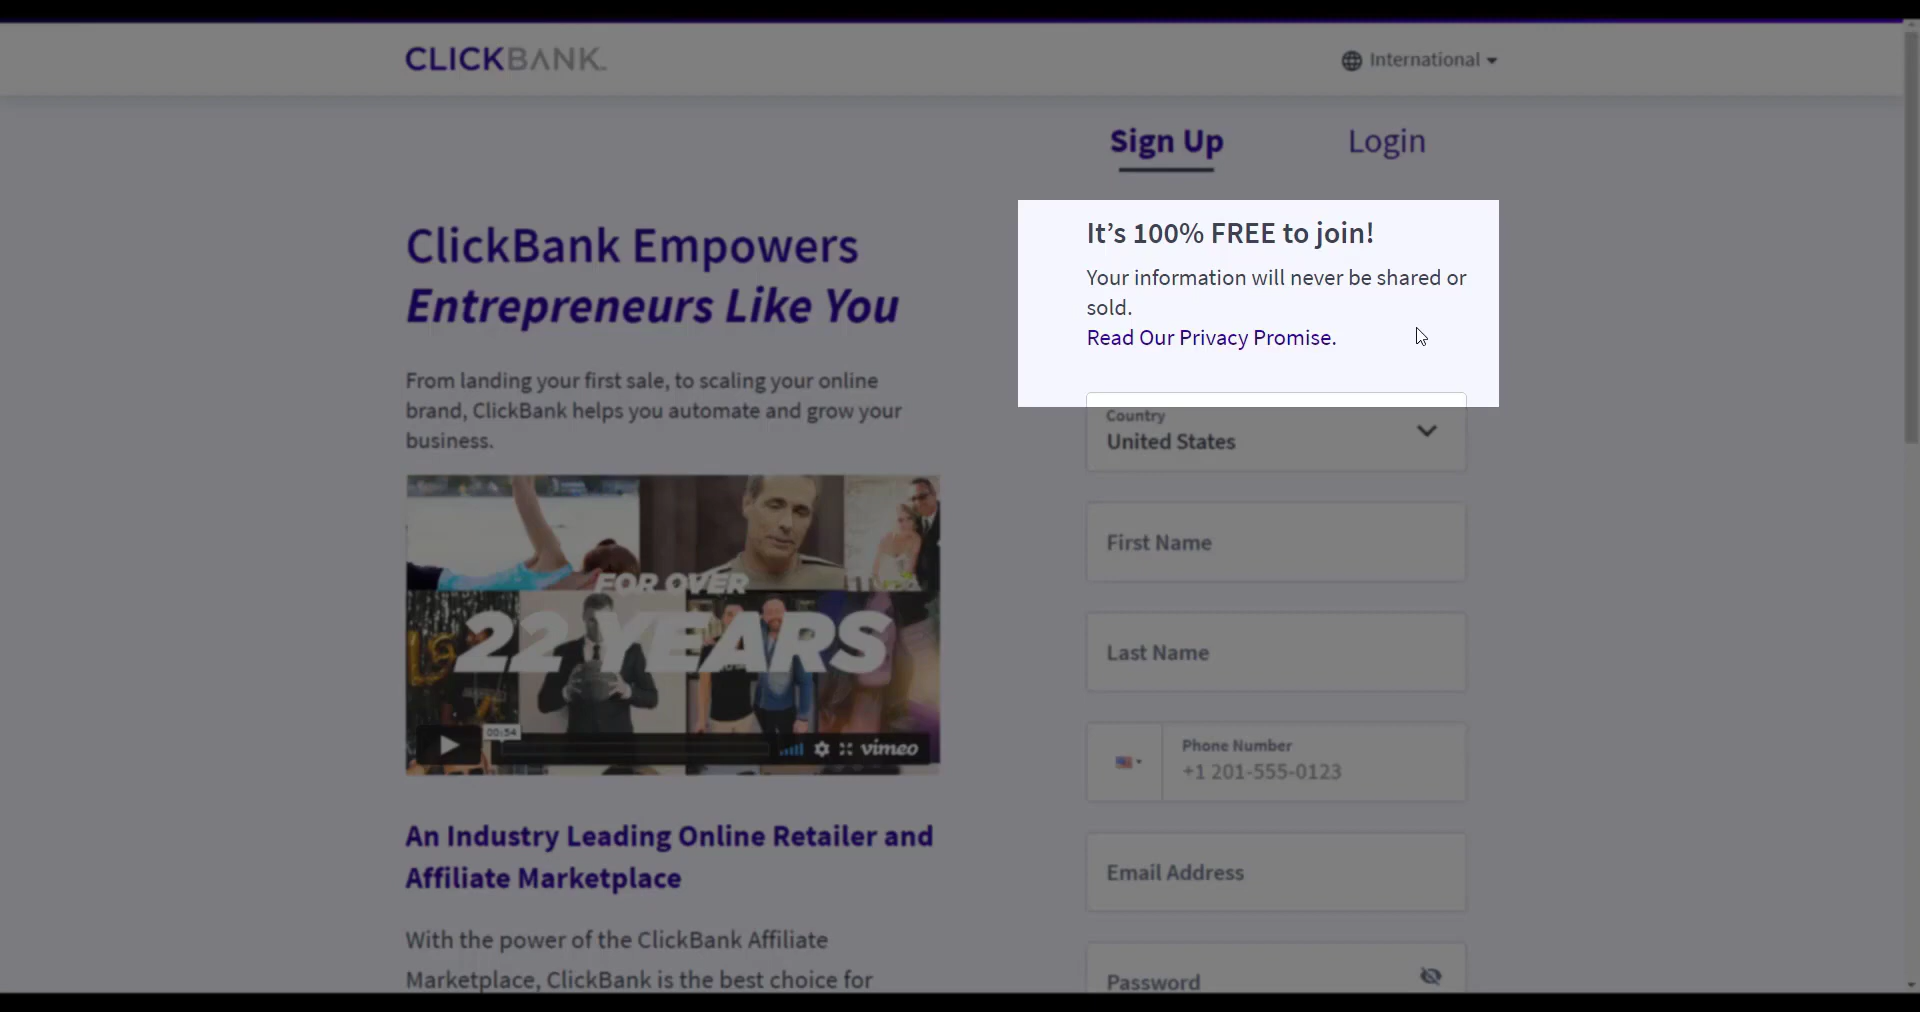 CLICKBANK
International
Sign Up
Login
ClickBank Empowers
Entrepreneurs Like You
From landing your first sale, to scaling your online
brand, ClickBank helps you automate and grow your
business.
FOR OVER
22 YEARS
00:54
vimeo
An Industry Leading Online Retailer and
Affiliate Marketplace
With the power of the ClickBank Affiliate
Marketplace, ClickBank is the best choice for
It's 100% FREE to join!
Your information will never be shared or
sold.
Read Our Privacy Promise.
Country
United States
First Name
Last Name
Phone Number
+1 201-555-0123
Email Address
Password